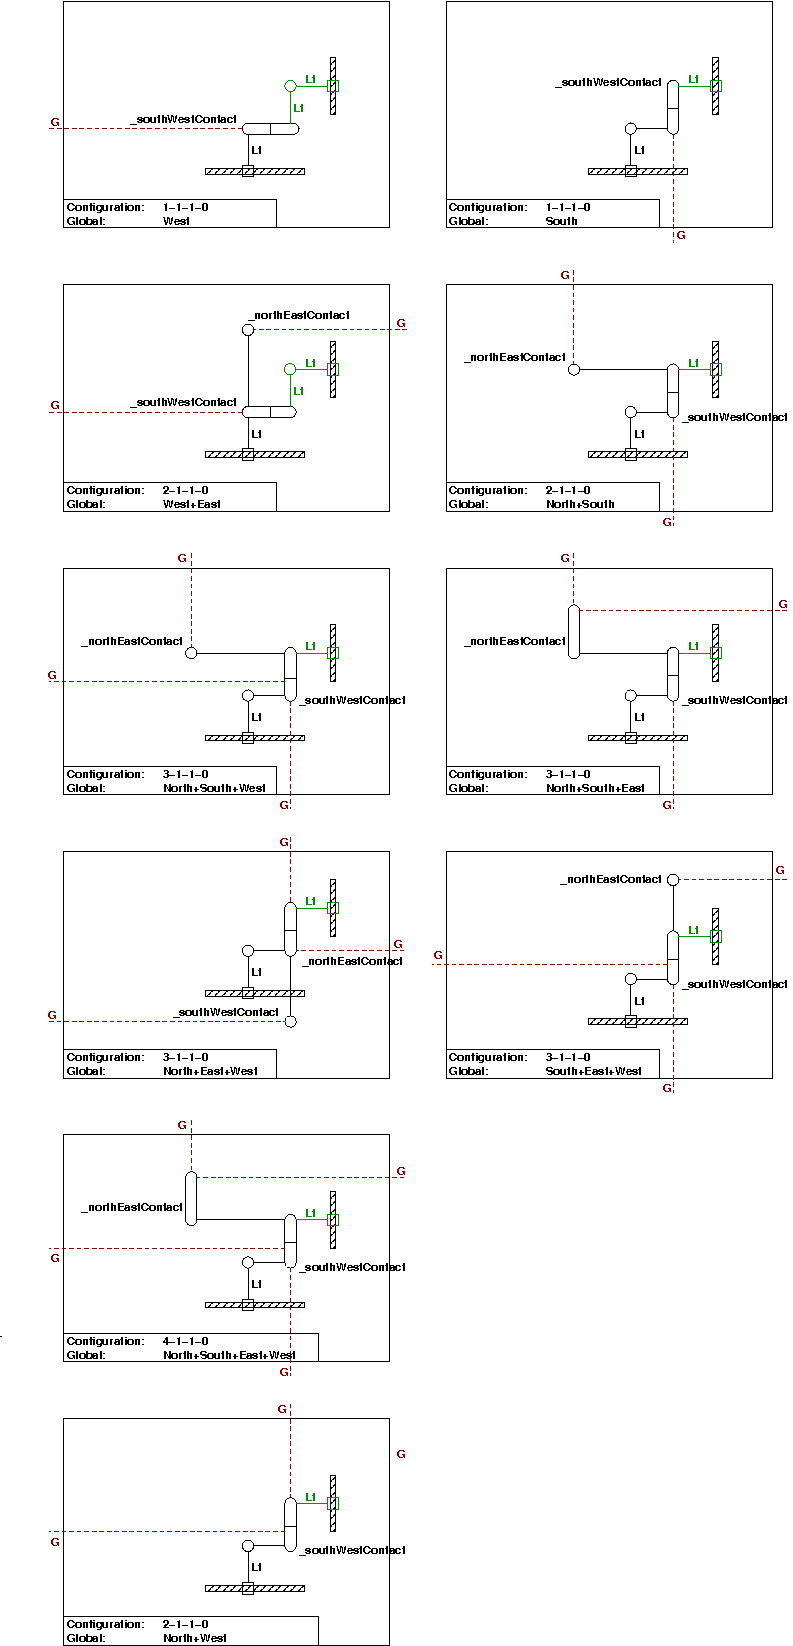 L1
_southWestContact
G
L1
L1
Configuration: 1-1-1-0
Global: West
L1
_southWestContact
L1
Configuration: 1-1-1-0
Global: South
G
_northEastContact
G
L1
L1
_southWestContact
G
L1
Configuration: 2-1-1-0
Global: West+East
G
_northEastContact
L1
_southWestContact
L1
Configuration: 2-1-1-0
Global: North+South
G
G
_northEastContact
L1
G
_southWestContact
L1
Configuration: 3-1-1-0
Global: North+South+West
G
G
G
_northEastContact
L1
_southWestContact
L1
Configuration: 3-1-1-0
Global: North+South+East
G
G
L1
G
_northEastContact
L1
_southWestContact
G
Configuration: 3-1-1-0
Global: North+East+West
G
_northEastContact
L1
G
_southWestContact
L1
Configuration: 3-1-1-0
Global: South+East+West
G
G
G
_northEastContact
L1
G
_southWestContact
L1
Configuration: 4-1-1-0
Global: North+South+East+West
G
G
G
L1
G
_southWestContact
L1
Configuration: 2-1-1-0
Global: North+West